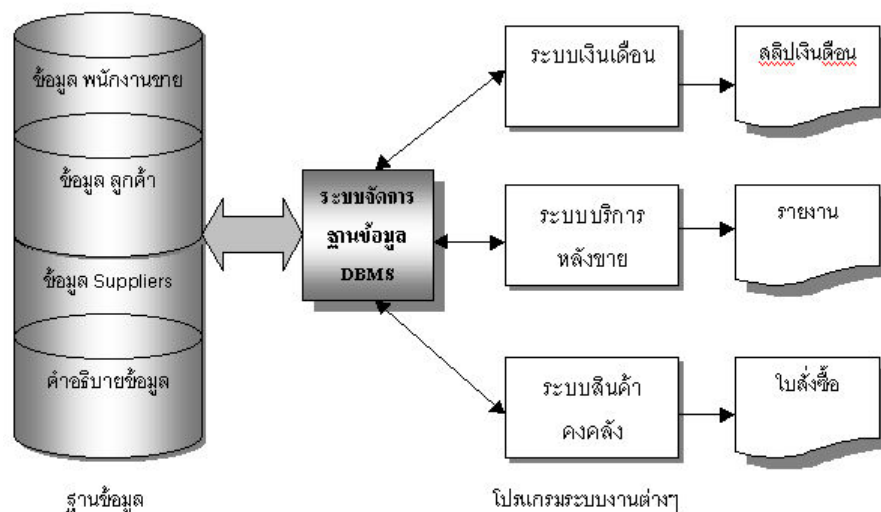 ข้อมูล พนักงานขาย
ข้อมูล ลูกค้า
ข้อมูล Suppliers
คำอธิบายข้อมูล
ฐานข้อมูล
ระบบจัดการ
ฐานข้อมูล
DBMS
ระบบเงินเดือน
สลิปเงินดือน
ระบบบริการ
หลังขาย
รายงาน
ระบบสินค้า
คงคลัง
ใบสั่งซื้อ
โปรแกรมระบบงานต่างๆ